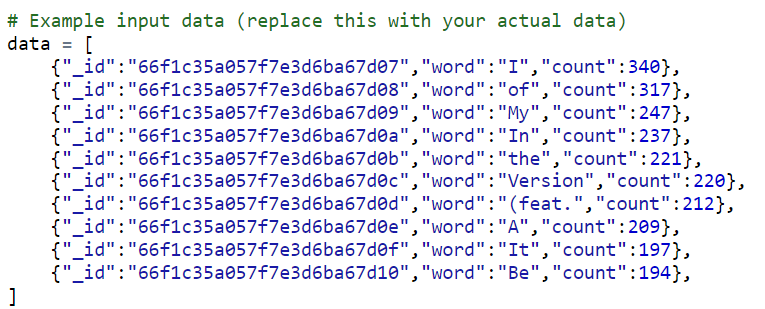 # Example input data (replace this with your actual data)
data = [
    {"_id":"66f1c35a057f7e3d6ba67d07","word":"I","count":340},
    {"_id":"66f1c35a057f7e3d6ba67d08","word":"of","count":317},
    {"_id":"66f1c35a057f7e3d6ba67d09","word":"My","count":247},
    {"_id":"66f1c35a057f7e3d6ba67d0a","word":"In","count":237},
    {"_id":"66f1c35a057f7e3d6ba67d0b","word":"the","count":221},
    {"_id":"66f1c35a057f7e3d6ba67d0c","word":"Version","count":220},
    {"_id":"66f1c35a057f7e3d6ba67d0d","word":"(feat.","count":212},
    {"_id":"66f1c35a057f7e3d6ba67d0e","word":"A","count":209},
    {"_id":"66f1c35a057f7e3d6ba67d0f","word":"It","count":197},
    {"_id":"66f1c35a057f7e3d6ba67d10","word":"Be","count":194},
]